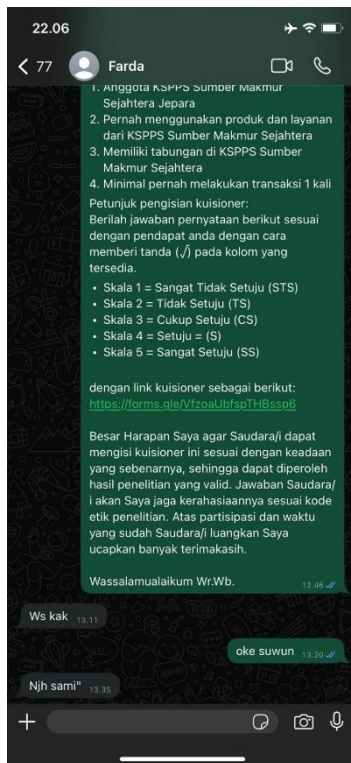 22.06
77 Farda
1. Anggota KSPPS Sumber Makmur
Sejahtera Jepara
2. Pernah menggunakan produk dan layanan
dari KSPPS Sumber Makmur Sejahtera
3. Memiliki tabungan di KSPPS Sumber
Makmur Sejahtera
4. Minimal pernah melakukan transaksi 1 kali
Petunjuk pengisian kuisioner:
Berilah jawaban pernyataan berikut sesuai
dengan pendapat anda dengan cara
memberi tanda (√) pada kolom yang
tersedia.
• Skala 1 = Sangat Tidak Setuju (STS)
• Skala 2 = Tidak Setuju (TS)
• Skala 3 = Cukup Setuju (CS)
• Skala 4 = Setuju = (S)
• Skala 5 = Sangat Setuju (SS)
dengan link kuisioner sebagai berikut:
https://forms.gle/VfzoaUbfspTHBssp6
Besar Harapan Saya agar Saudara/i dapat
mengisi kuisioner ini sesuai dengan keadaan
yang sebenarnya, sehingga dapat diperoleh
hasil penelitian yang valid. Jawaban Saudara/
i akan Saya jaga kerahasiaannya sesuai kode
etik penelitian. Atas partisipasi dan waktu
yang sudah Saudara/i luangkan Saya
ucapkan banyak terimakasih.
Wassalamualaikum Wr.Wb.
12.46
Ws kak 13.11
oke suwun 13.20
Njh sami" 13.35